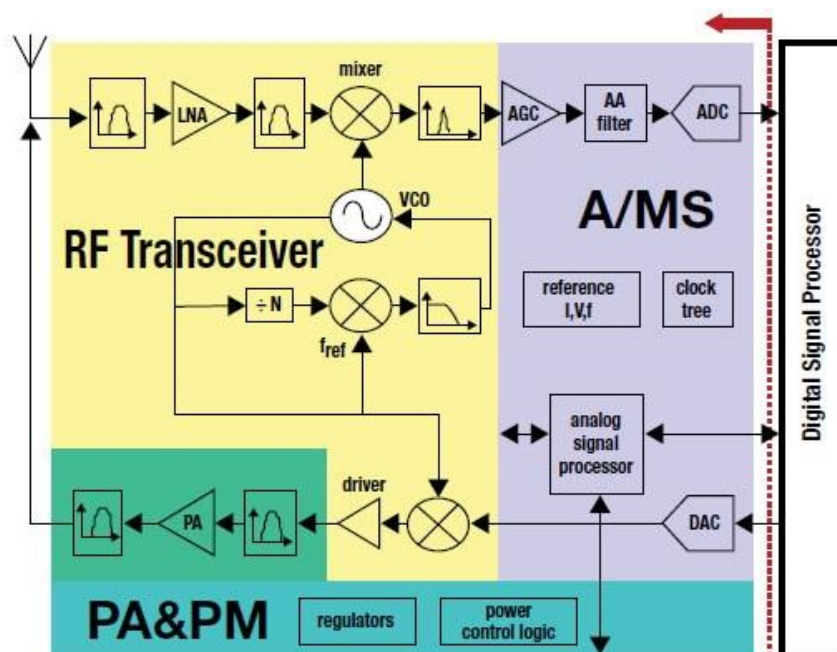 mixer
LNA
AGC
AA
filter
ADC
VCO
RF Transceiver
A/MS
÷ N
fref
reference
I,V,f
clock
tree
Digital Signal Processor
analog
signal
processor
driver
PA
DAC
PA&PM
regulators
power
control logic